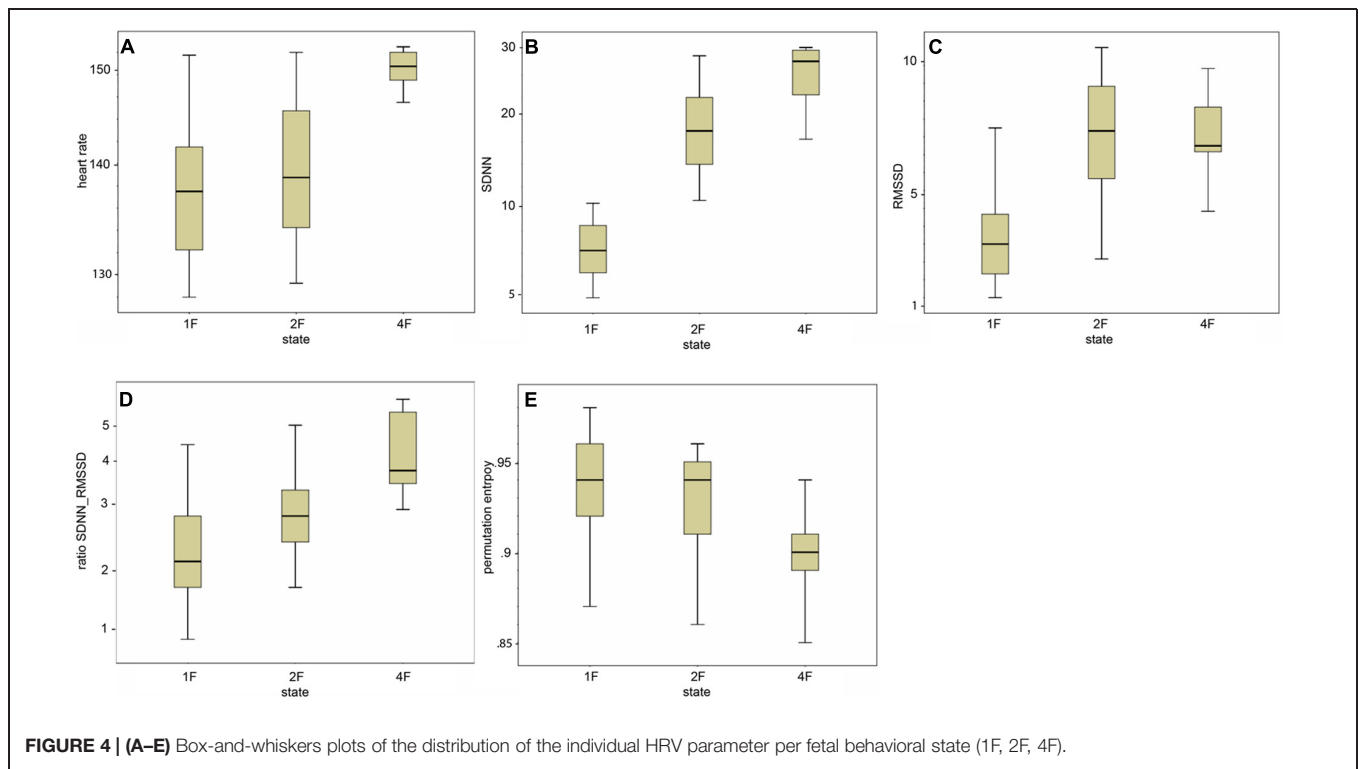 A
150
140
130
heart rate
1F 2F 4F
state
B
30
20
10
5
SDNN
1F 2F 4F
state
C
10
5
1
RMSSD
1F 2F 4F
state
D
5
4
3
2
1
ratio SDNN_RMSSD
1F 2F 4F
state
E
.95
.9
.85
permutation entrpoy
1F 2F 4F
state
FIGURE 4 | (A–E) Box-and-whiskers plots of the distribution of the individual HRV parameter per fetal behavioral state (1F, 2F, 4F).